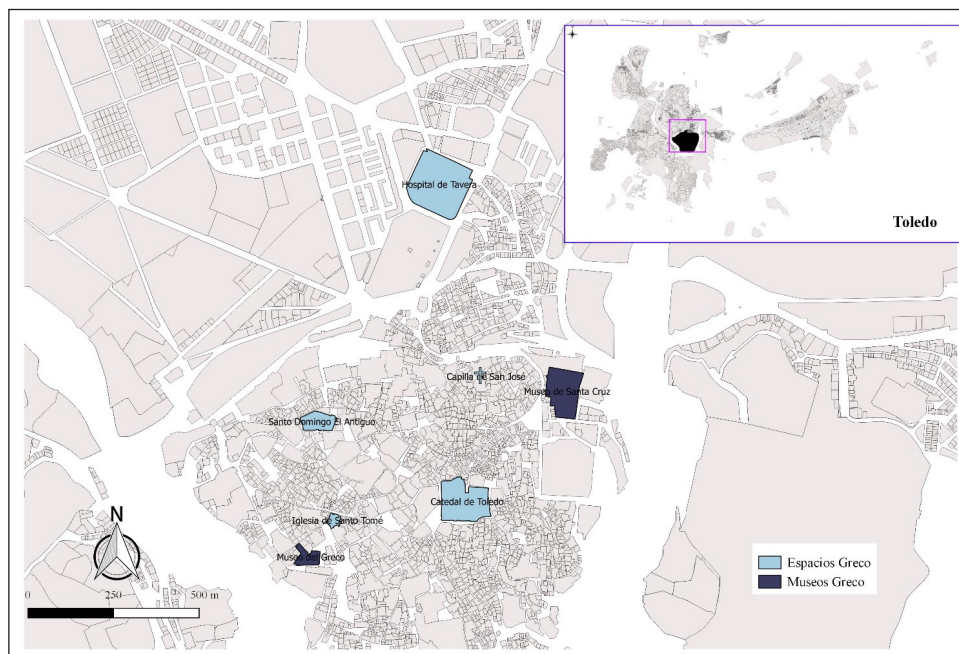 Toledo
Hospital de Tavera
Capilla de San José
Museo de Santa Cruz
Santo Domingo El Antiguo
Catedal de Toledo
Iglesia de Santo Tomé
Museo del Greco
N
0 250 500 m
Espacios Greco
Museos Greco